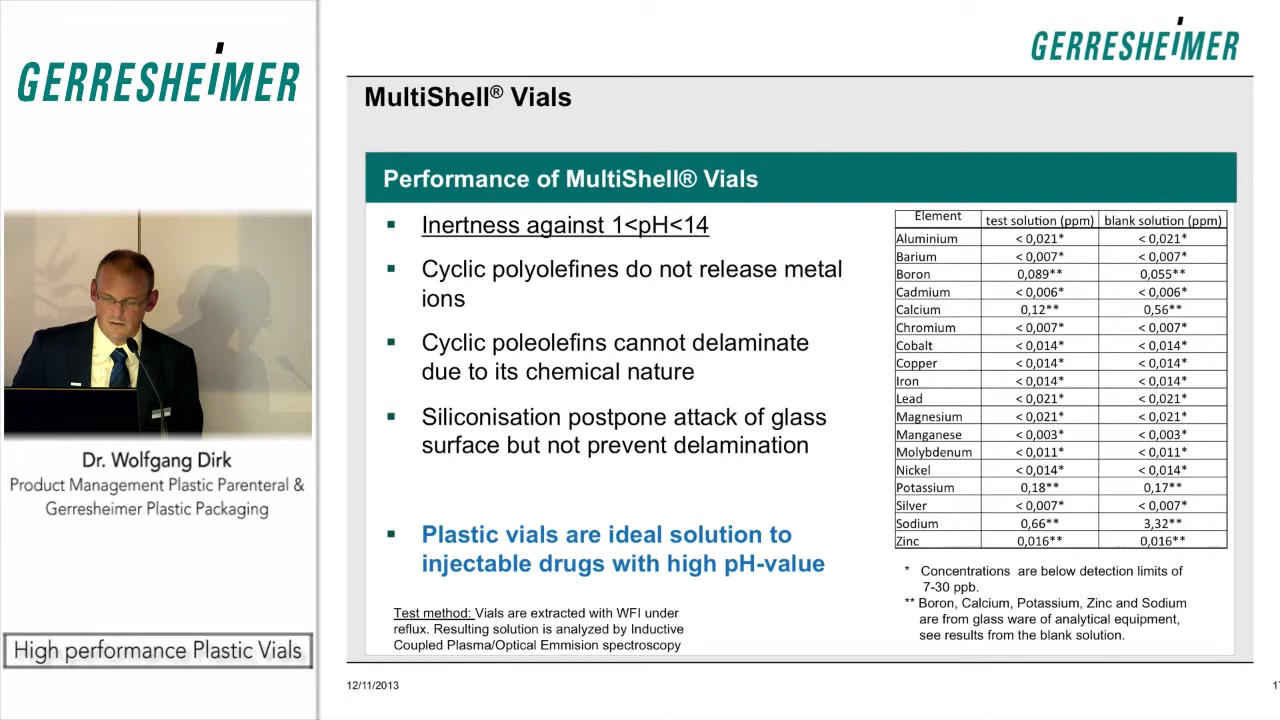 GERRESHEIMER
GERRESHEIMER
MultiShell® Vials
Performance of MultiShell® Vials
▪ Inertness against 1<pH<14
▪ Cyclic polyolefines do not release metal
ions
▪ Cyclic poleolefins cannot delaminate
due to its chemical nature
▪ Siliconisation postpone attack of glass
surface but not prevent delamination
▪ Plastic vials are ideal solution to
injectable drugs with high pH-value
Test method: Vials are extracted with WFI under
reflux. Resulting solution is analyzed by Inductive
Coupled Plasma/Optical Emmision spectroscopy
Element test solution (ppm) blank solution (ppm)
Aluminium < 0,021* < 0,021*
Barium < 0,007* < 0,007*
Boron 0,089** 0,055**
Cadmium < 0,006* < 0,006*
Calcium 0,12** 0,56**
Chromium < 0,007* < 0,007*
Cobalt < 0,014* < 0,014*
Copper < 0,014* < 0,014*
Iron < 0,014* < 0,014*
Lead < 0,021* < 0,021*
Magnesium < 0,021* < 0,021*
Manganese < 0,003* < 0,003*
Molybdenum < 0,011* < 0,011*
Nickel < 0,014* < 0,014*
Potassium 0,18** 0,17**
Silver < 0,007* < 0,007*
Sodium 0,66** 3,32**
Zinc 0,016** 0,016**
* Concentrations are below detection limits of
7-30 ppb.
** Boron, Calcium, Potassium, Zinc and Sodium
are from glass ware of analytical equipment,
see results from the blank solution.
Dr. Wolfgang Dirk
Product Management Plastic Parenteral &
Gerresheimer Plastic Packaging
High performance Plastic Vials
12/11/2013